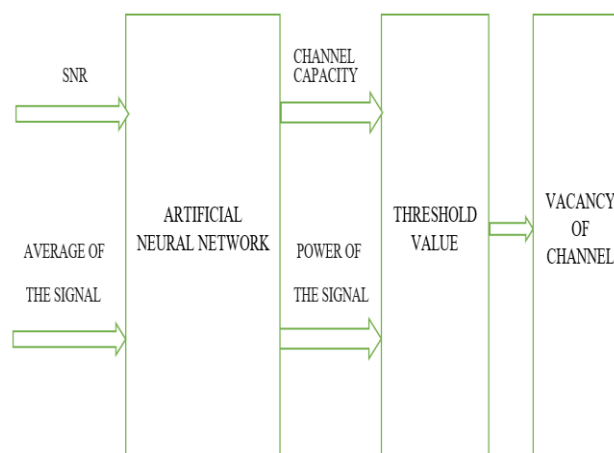 SNR
AVERAGE OF
THE SIGNAL
ARTIFICIAL
NEURAL NETWORK
CHANNEL
CAPACITY
POWER OF
THE SIGNAL
THRESHOLD
VALUE
VACANCY
OF
CHANNEL